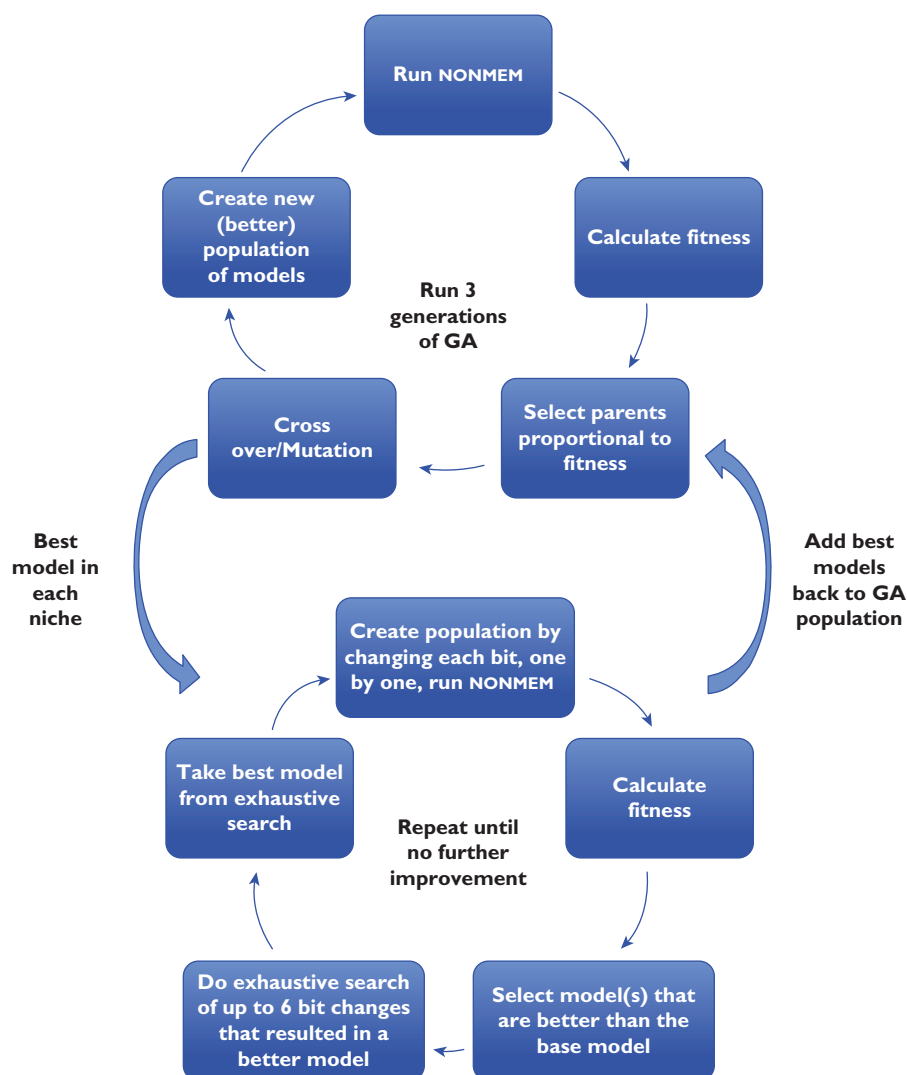 Run NONMEM
Create new
(better)
population
of models
Calculate fitness
Run 3
generations
of GA
Cross
over/Mutation
Select parents
proportional to
fitness
Best
model in
each
niche
Add best
models
back to GA
population
Create population by
changing each bit, one
by one, run NONMEM
Take best model
from exhaustive
search
Calculate
fitness
Repeat until
no further
improvement
Do exhaustive search
of up to 6 bit changes
that resulted in a
better model
Select model(s) that
are better than the
base model